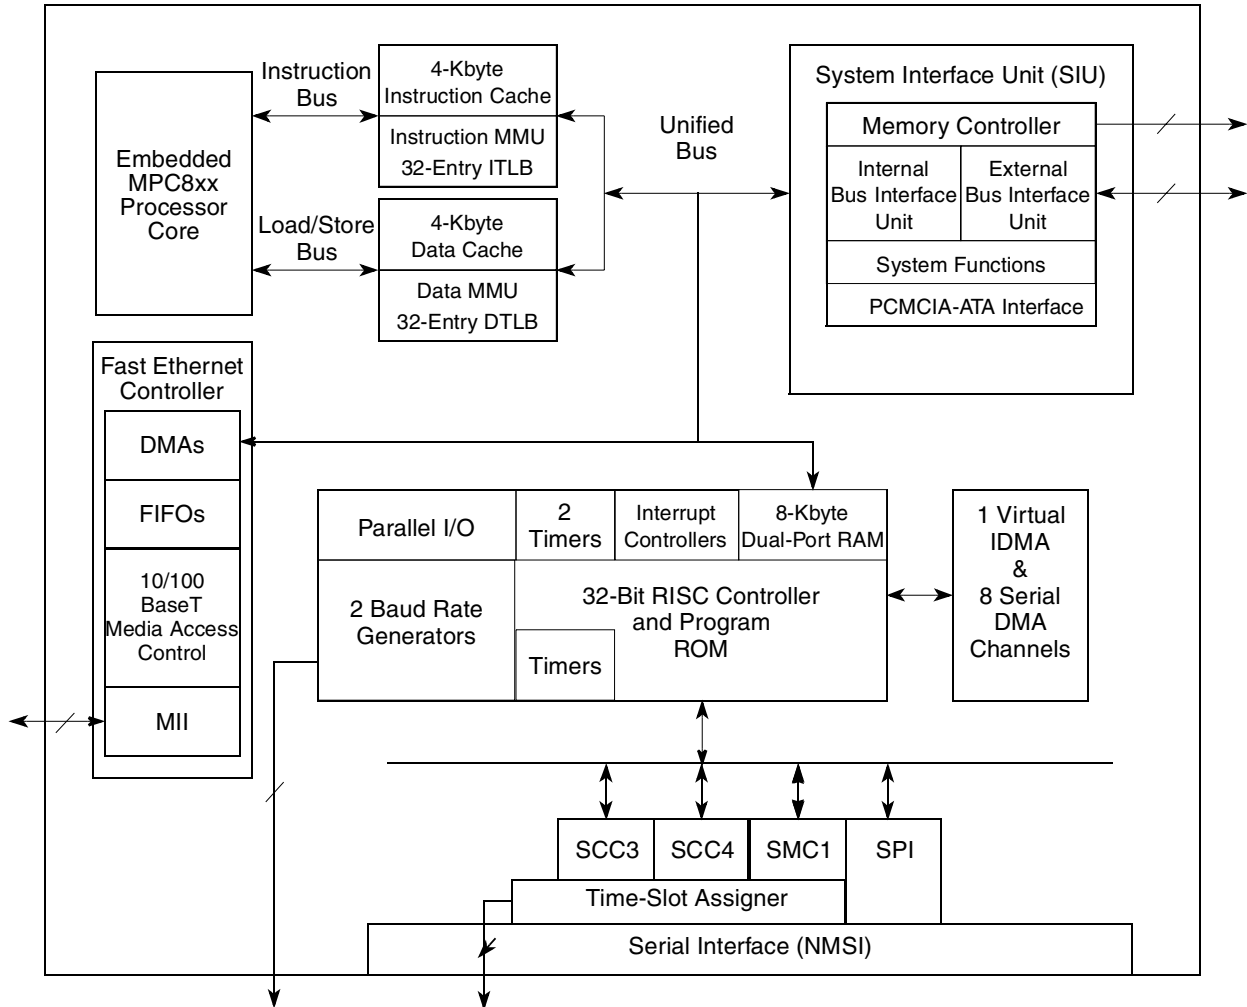 Embedded
MPC8xx
Processor
Core
Instruction
Bus
Load/Store
Bus
4-Kbyte
Instruction Cache
Instruction MMU
32-Entry ITLB
4-Kbyte
Data Cache
Data MMU
32-Entry DTLB
Unified
Bus
System Interface Unit (SIU)
Memory Controller
Internal
Bus Interface
Unit
External
Bus Interface
Unit
System Functions
PCMCIA-ATA Interface
Fast Ethernet
Controller
DMAs
FIFOs
10/100
BaseT
Media Access
Control
MII
Parallel I/O
2
Timers
Interrupt
Controllers
8-Kbyte
Dual-Port RAM
2 Baud Rate
Generators
32-Bit RISC Controller
and Program
ROM
Timers
1 Virtual
IDMA
&
8 Serial
DMA
Channels
SCC3
SCC4
SMC1
SPI
Time-Slot Assigner
Serial Interface (NMSI)